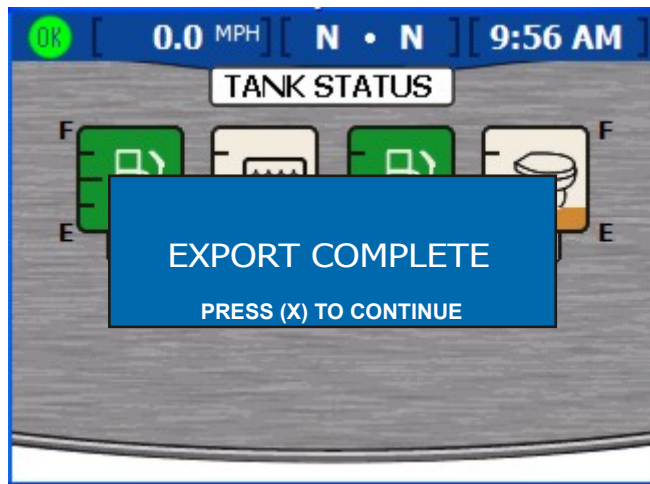 OK [ 0.0 MPH ] [ N • N ] [ 9:56 AM ]
TANK STATUS
F F
E E
EXPORT COMPLETE
PRESS (X) TO CONTINUE